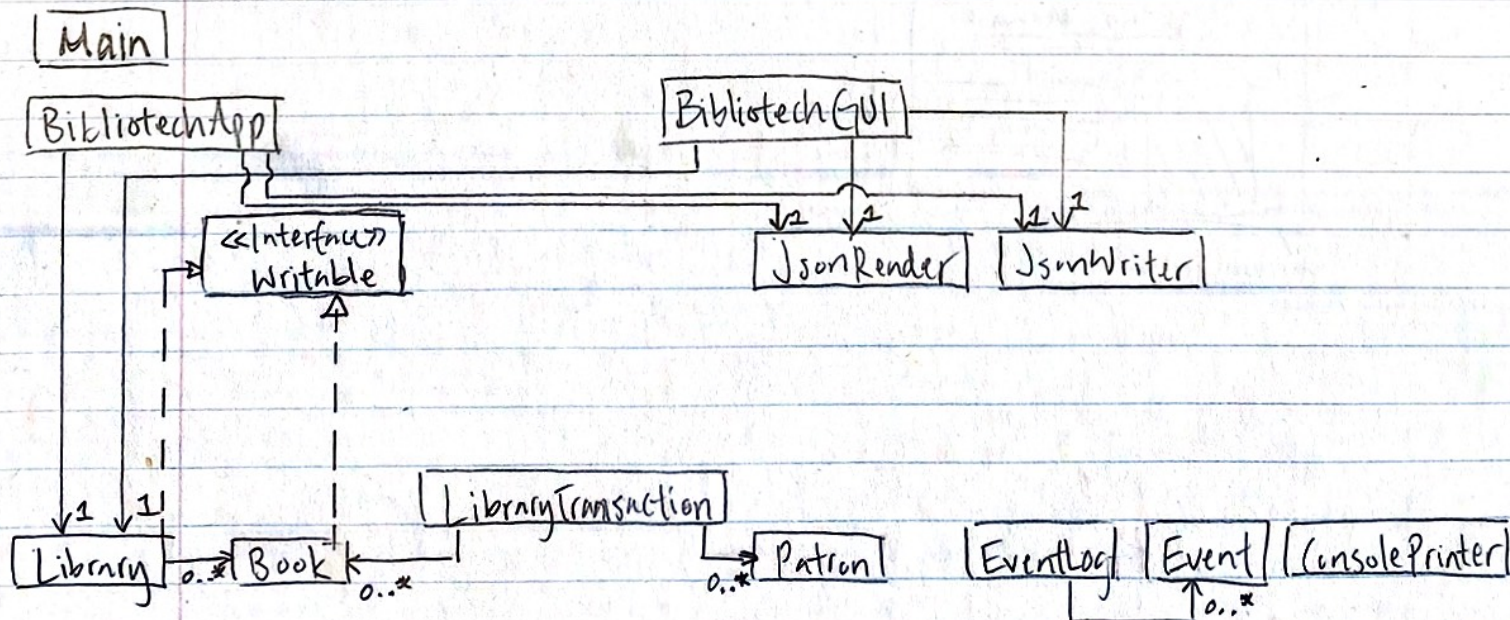 Main
BibliotechApp
BibliotechGUI
<<Interface>>
Writable
1
1
1
1
JsonRender
JsonWriter
1
1
LibraryTransaction
Library
0..*
Book
0..*
0..*
Patron
EventLog
Event
ConsolePrinter
0..*